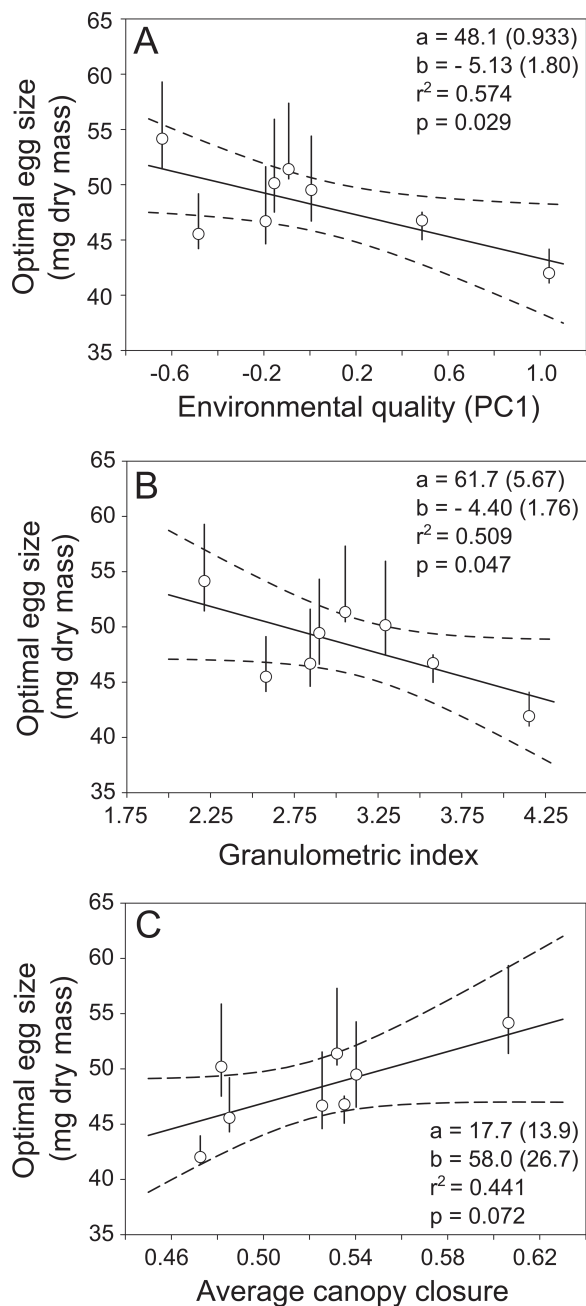 A
a = 48.1 (0.933)
b = - 5.13 (1.80)
r² = 0.574
p = 0.029
65
60
55
50
45
40
35
Optimal egg size
(mg dry mass)
-0.6 -0.2 0.2 0.6 1.0
Environmental quality (PC1)
B
a = 61.7 (5.67)
b = - 4.40 (1.76)
r² = 0.509
p = 0.047
65
60
55
50
45
40
35
Optimal egg size
(mg dry mass)
1.75 2.25 2.75 3.25 3.75 4.25
Granulometric index
C
65
60
55
50
45
40
35
Optimal egg size
(mg dry mass)
a = 17.7 (13.9)
b = 58.0 (26.7)
r² = 0.441
p = 0.072
0.46 0.50 0.54 0.58 0.62
Average canopy closure